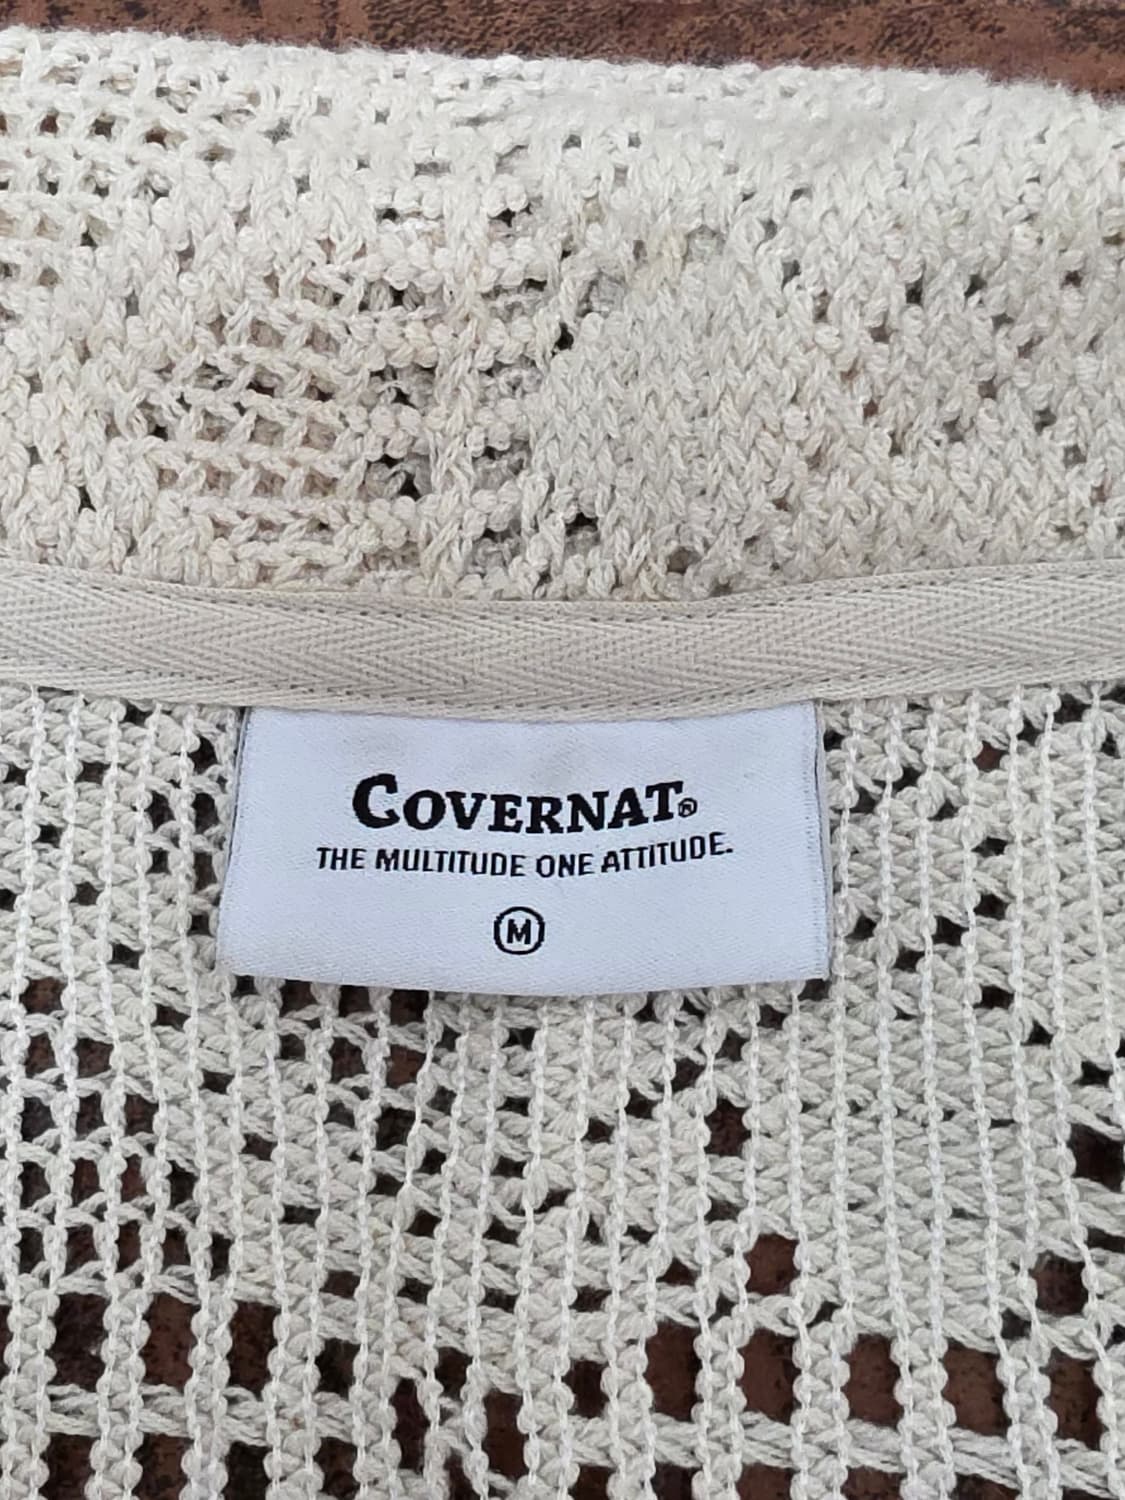 COVERNAT®
THE MULTITUDE ONE ATTITUDE.
M